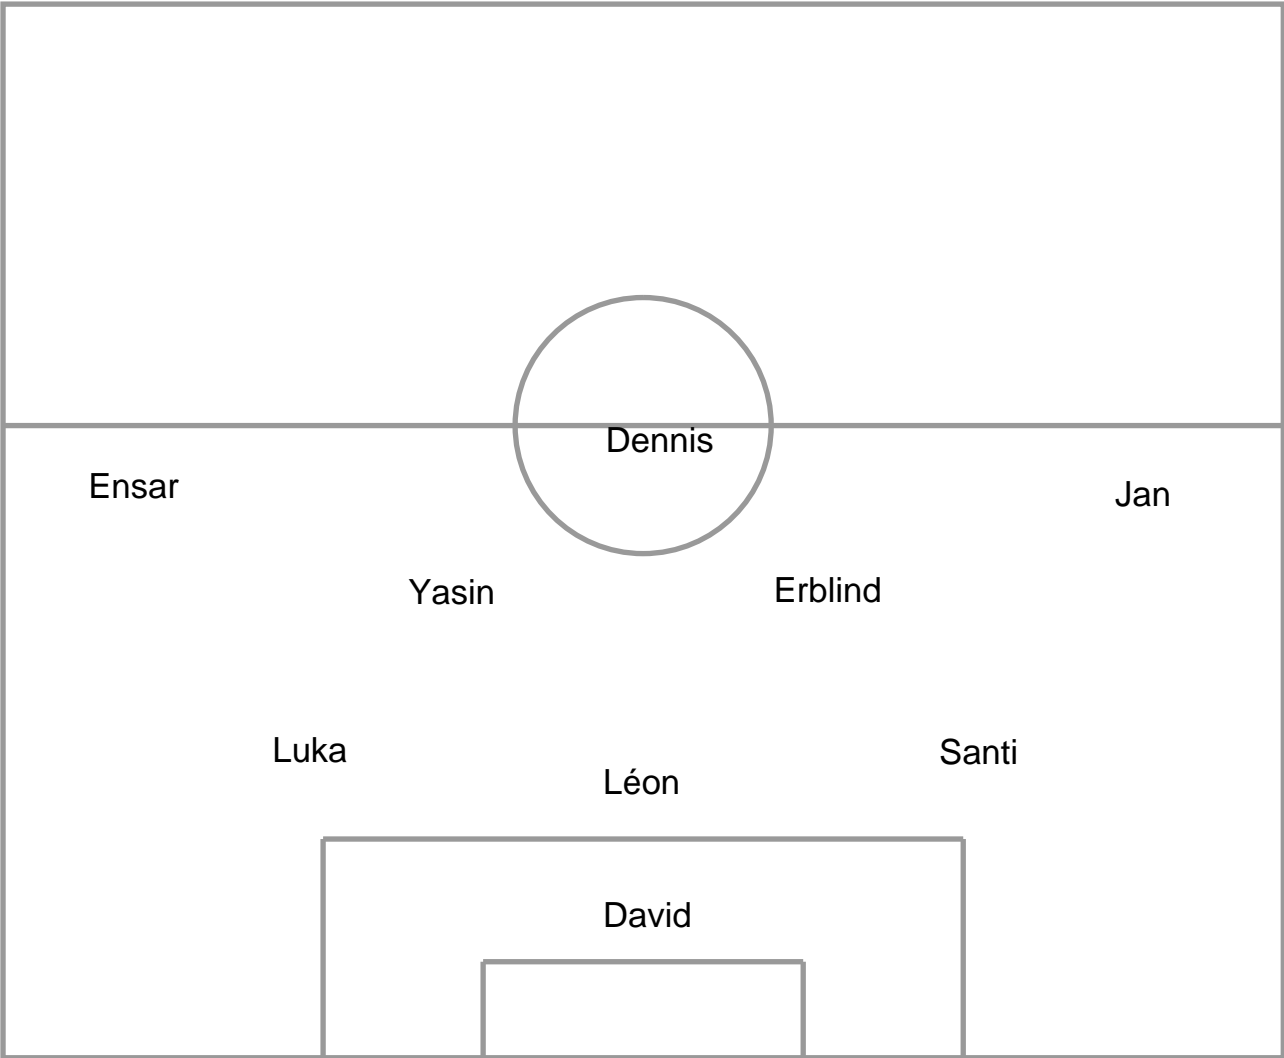 Dennis
Ensar
Jan
Yasin
Erblind
Luka
Santi
Léon
David